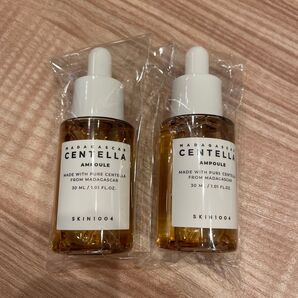 MADAGASCAR
CENTELLA
AMPOULE
MADE WITH PURE CENTELLA
FROM MADAGASCAR
30 ML / 1.01 FL.OZ.
SKIN1004
MADAGASCAR
CENTELLA
AMPOULE
MADE WITH PURE CENTELLA
FROM MADAGASCAR
30 ML / 1.01 FL.OZ.
SKIN1004